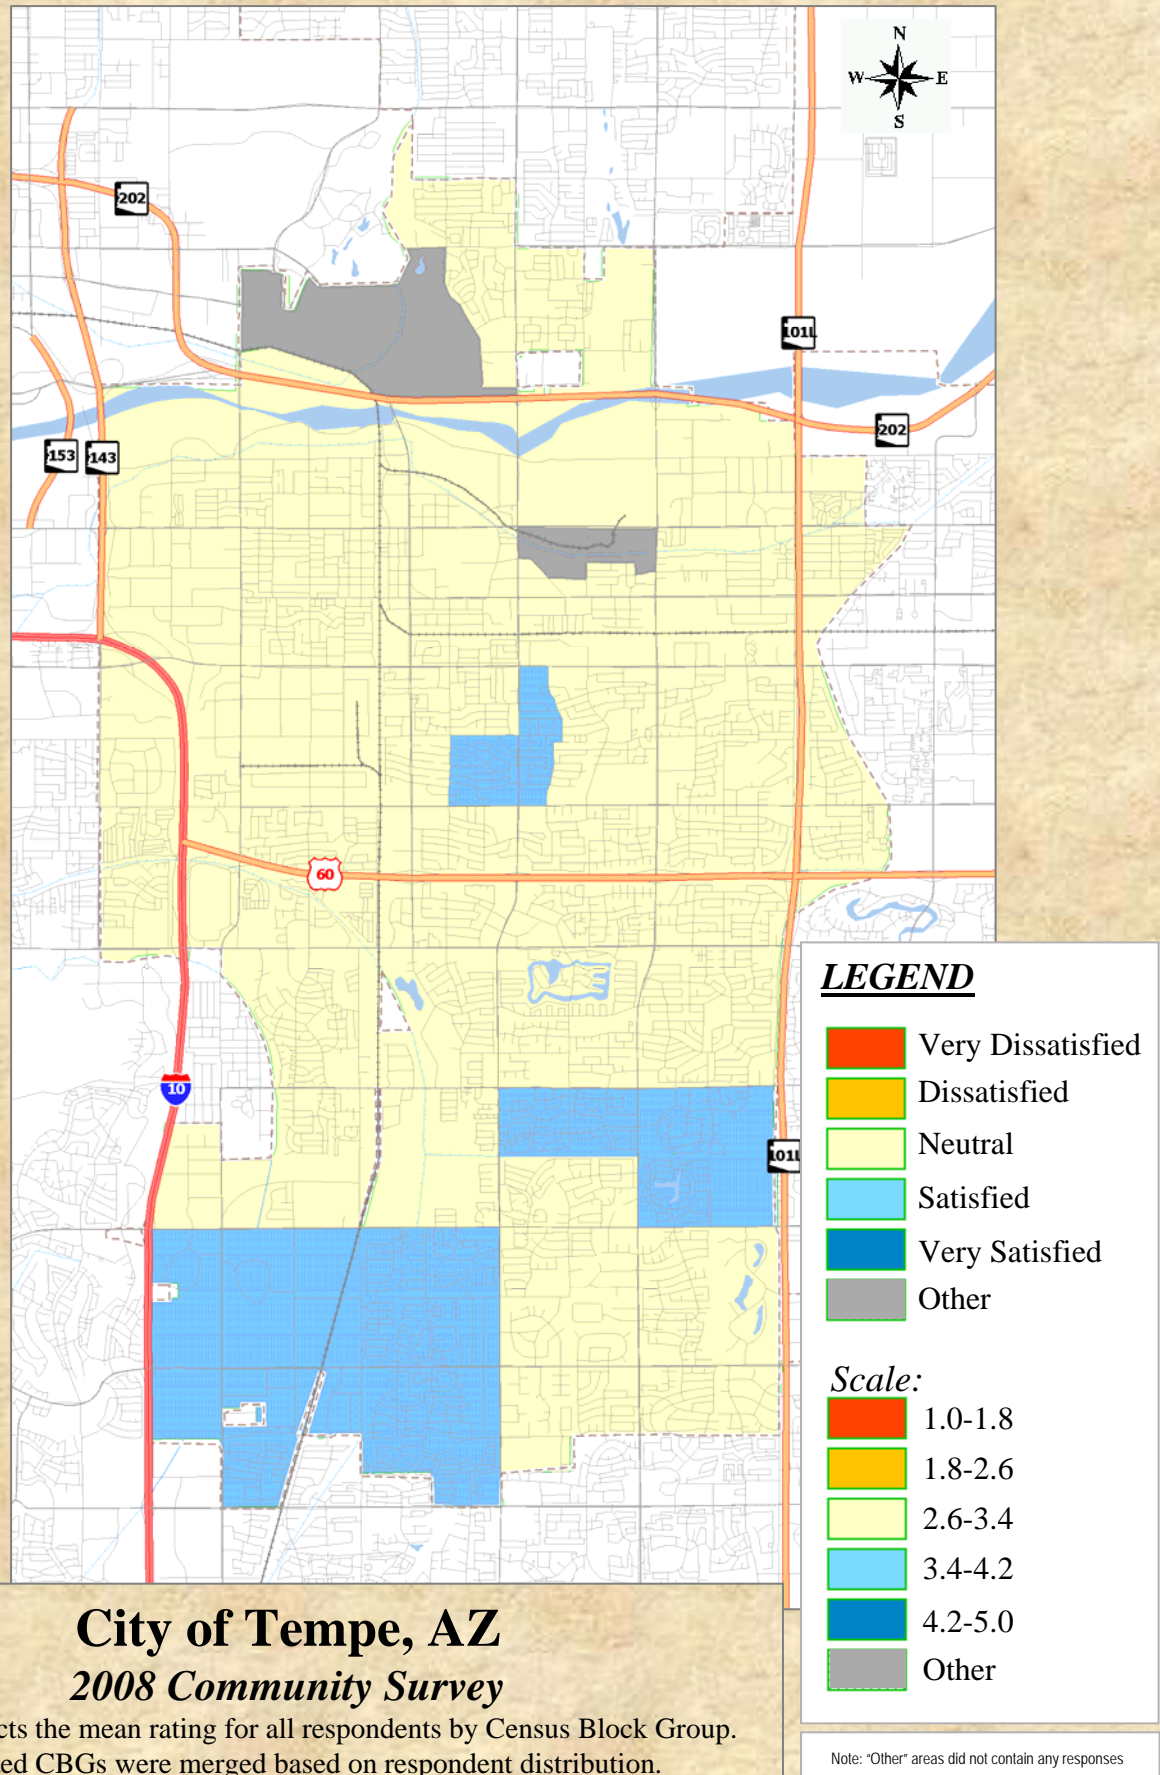 N
W E
S
202
101L
202
153
143
60
10
101L
LEGEND
Very Dissatisfied
Dissatisfied
Neutral
Satisfied
Very Satisfied
Other
Scale:
1.0-1.8
1.8-2.6
2.6-3.4
3.4-4.2
4.2-5.0
Other
City of Tempe, AZ
2008 Community Survey
the mean rating for all respondents by Census Block Group.
CBGs were merged based on respondent distribution.
Note: "Other" areas did not contain any responses